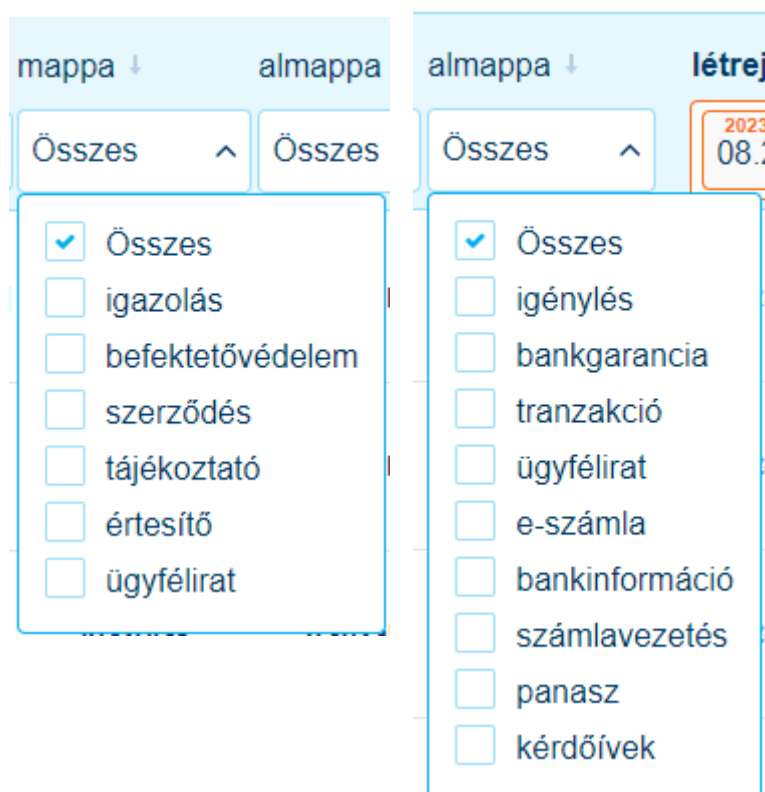 mappa ↓ almappa
Összes Összes
Összes
igazolás
befektetővédelem
szerződés
tájékoztató
értesítő
ügyfélirat
almappa ↓ létrej
Összes 2023
08.2
Összes
igénylés
bankgarancia
tranzakció
ügyfélirat
e-számla
bankinformáció
számlavezetés
panasz
kérdőívek